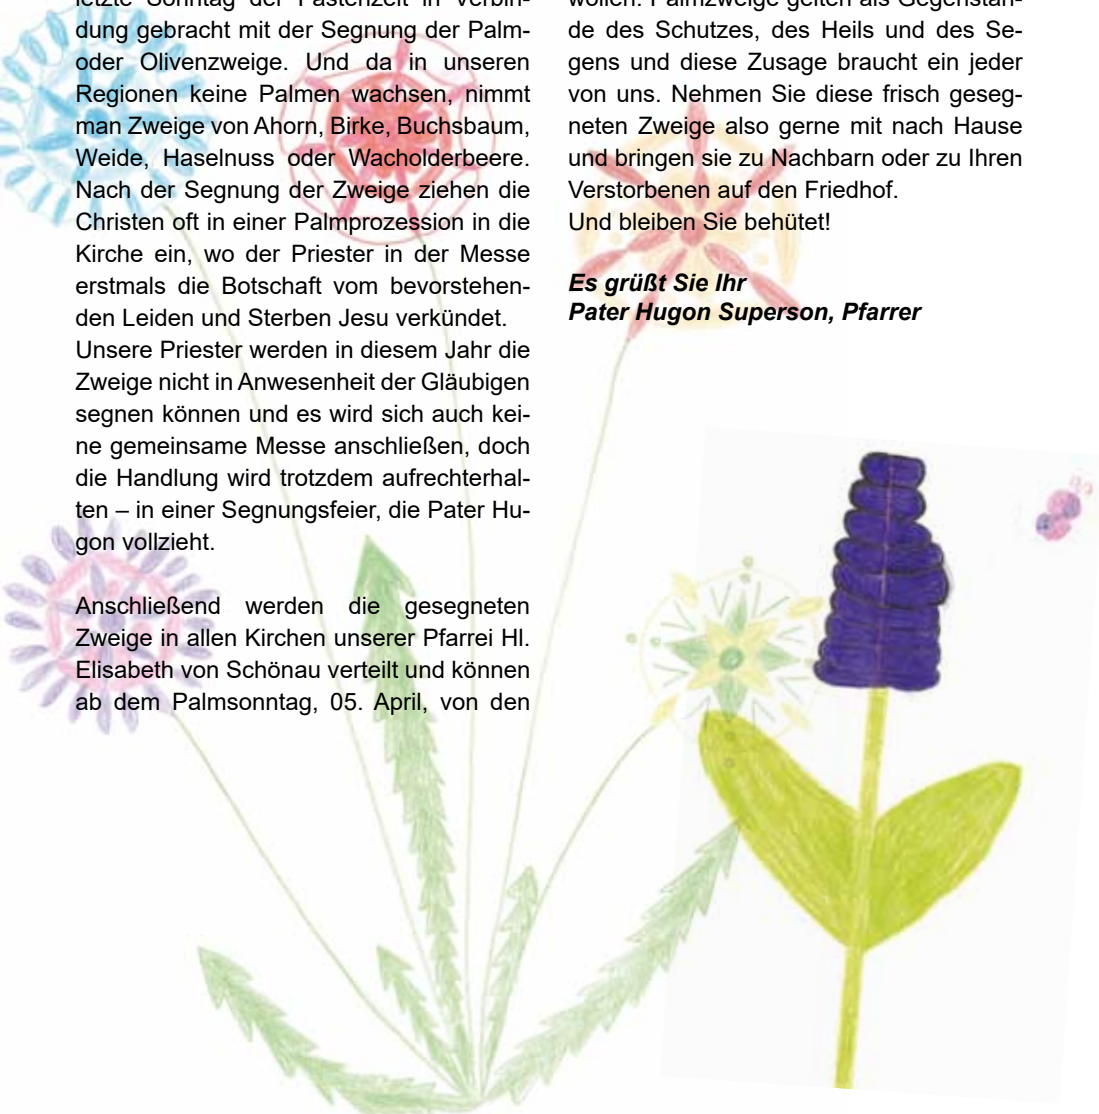 letzte Sonntag der Fastenzeit in Verbin-
dung gebracht mit der Segnung der Palm-
oder Olivenzweige. Und da in unseren
Regionen keine Palmen wachsen, nimmt
man Zweige von Ahorn, Birke, Buchsbaum,
Weide, Haselnuss oder Wacholderbeere.
Nach der Segnung der Zweige ziehen die
Christen oft in einer Palmprozession in die
Kirche ein, wo der Priester in der Messe
erstmals die Botschaft vom bevorstehen-
den Leiden und Sterben Jesu verkündet.
Unsere Priester werden in diesem Jahr die
Zweige nicht in Anwesenheit der Gläubigen
segnen können und es wird sich auch kei-
ne gemeinsame Messe anschließen, doch
die Handlung wird trotzdem aufrechterhal-
ten – in einer Segnungsfeier, die Pater Hu-
gon vollzieht.

Anschließend werden die gesegneten
Zweige in allen Kirchen unserer Pfarrei Hl.
Elisabeth von Schönau verteilt und können
ab dem Palmsonntag, 05. April, von den
wollen. Palmzweige gelten als Gegenstän-
de des Schutzes, des Heils und des Se-
gens und diese Zusage braucht ein jeder
von uns. Nehmen Sie diese frisch geseg-
neten Zweige also gerne mit nach Hause
und bringen sie zu Nachbarn oder zu Ihren
Verstorbenen auf den Friedhof.
Und bleiben Sie behütet!

Es grüßt Sie Ihr
Pater Hugon Superson, Pfarrer